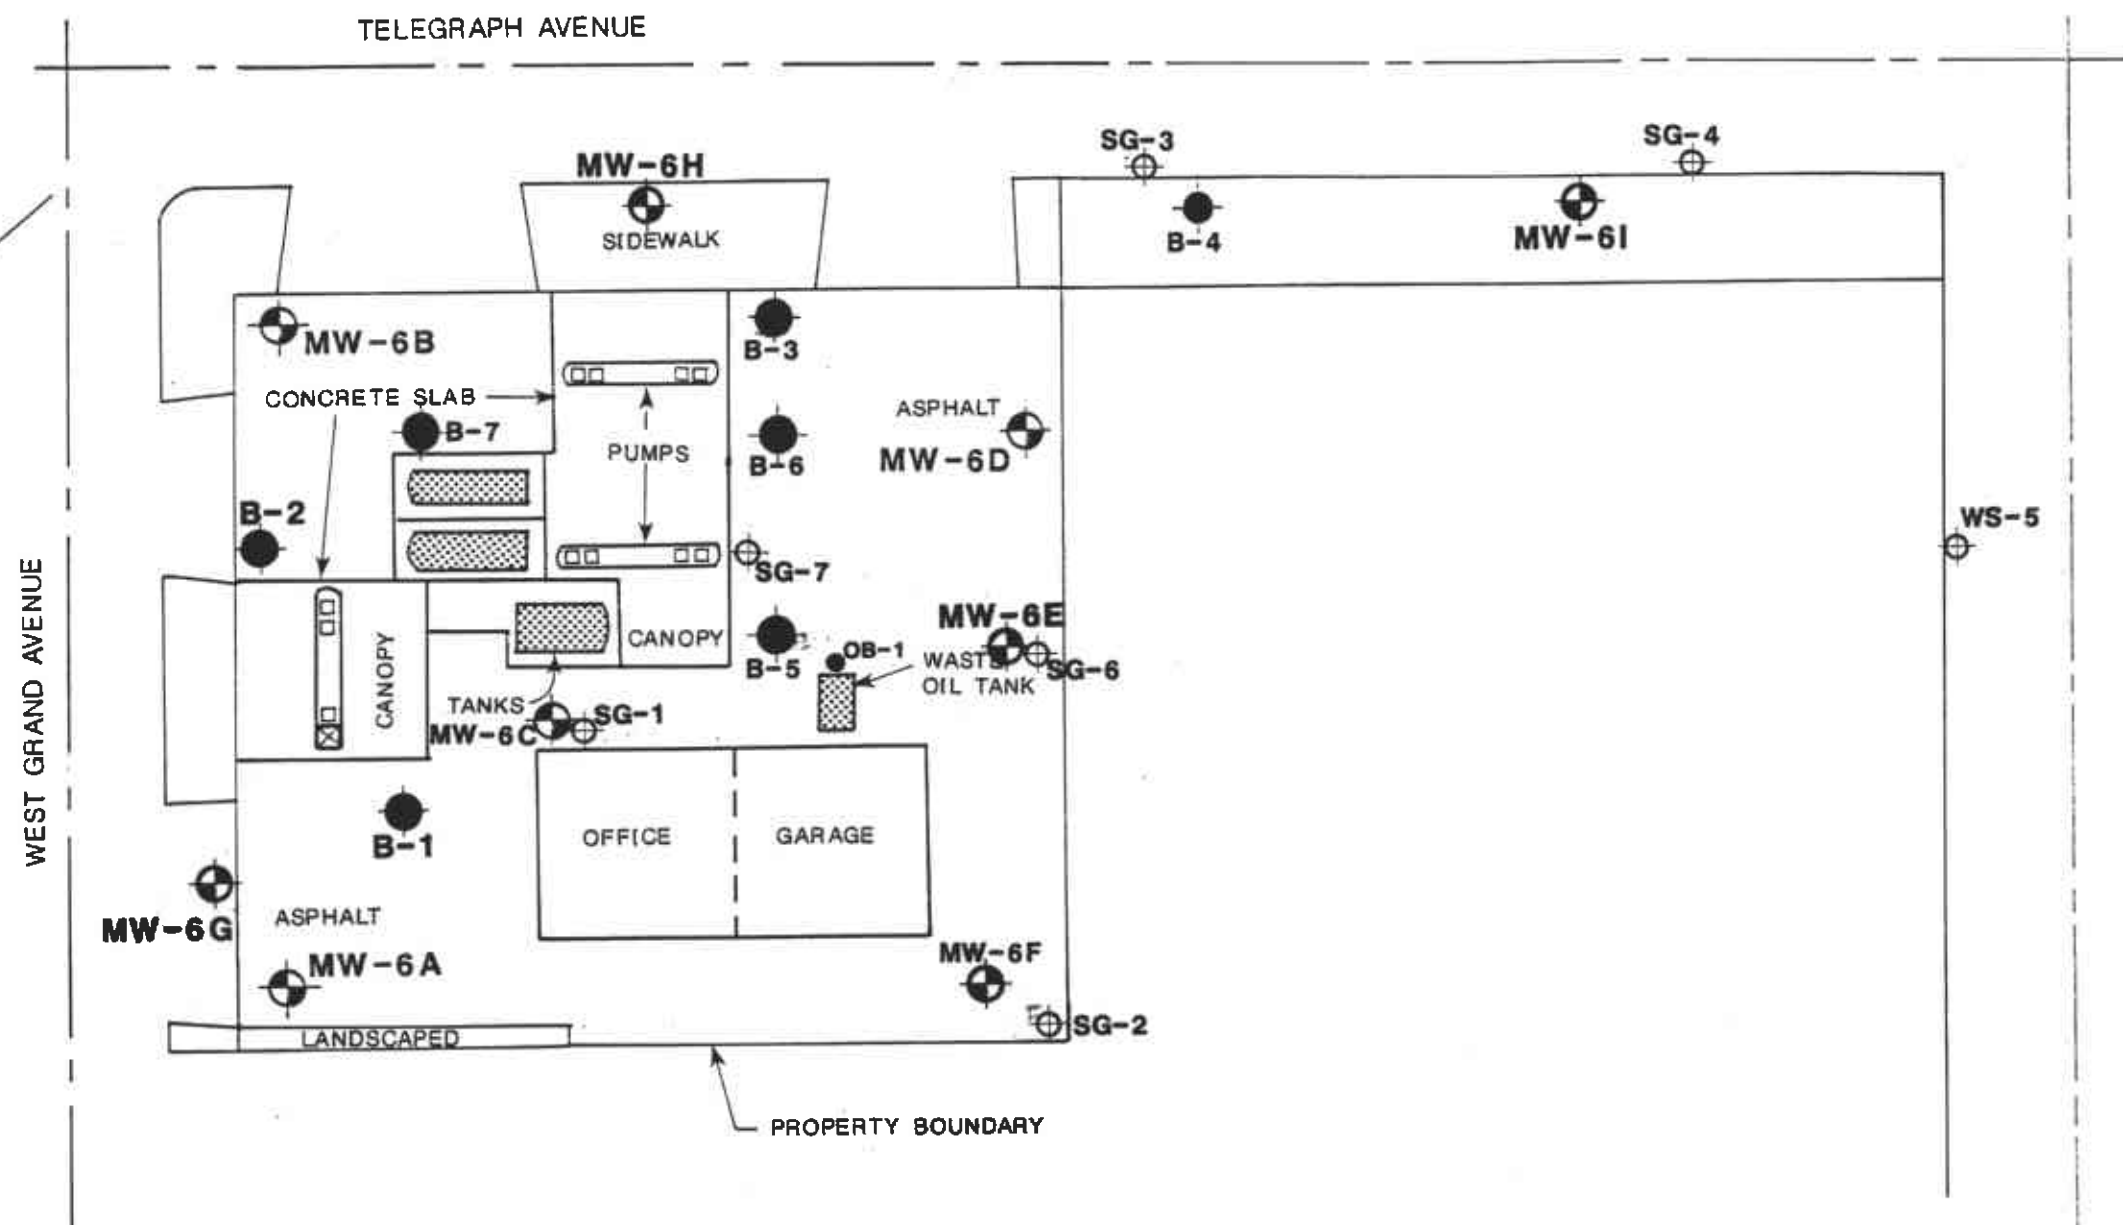 TELEGRAPH AVENUE
SG-3
SG-4
MW-6H
SIDEWALK
B-4
MW-6I
MW-6B
B-3
CONCRETE SLAB
ASPHALT
B-7
PUMPS
B-6
MW-6D
B-2
WS-5
SG-7
WEST GRAND AVENUE
MW-6E
CANOPY
CANOPY
B-5
OB-1
WASTE
OIL TANK
SG-6
TANKS
SG-1
MW-6C
OFFICE
GARAGE
B-1
ASPHALT
MW-6G
MW-6A
MW-6F
SG-2
LANDSCAPED
PROPERTY BOUNDARY